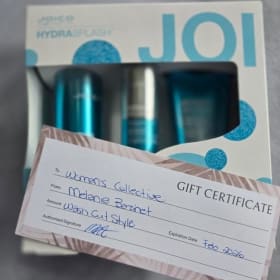 JOICO
HYDRASPLASH
JOI
GIFT CERTIFICATE
To Women's Collective
From Melanie
Amount Wash Cut Style
Authorized Signature
Expiration Date Feb 2026